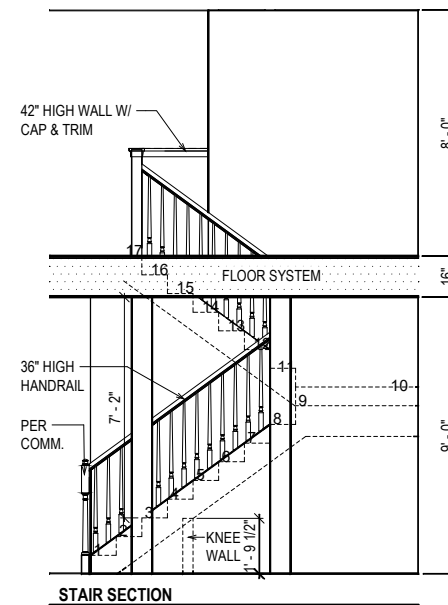 42" HIGH WALL W/
CAP & TRIM
8' - 0"
17
16
FLOOR SYSTEM
16"
15
14
13
12
36" HIGH
HANDRAIL
7' - 2"
11
10
9
8
7
6
5
4
3
2
1
PER
COMM.
9' - 0"
KNEE
WALL
1' - 9 1/2"
STAIR SECTION